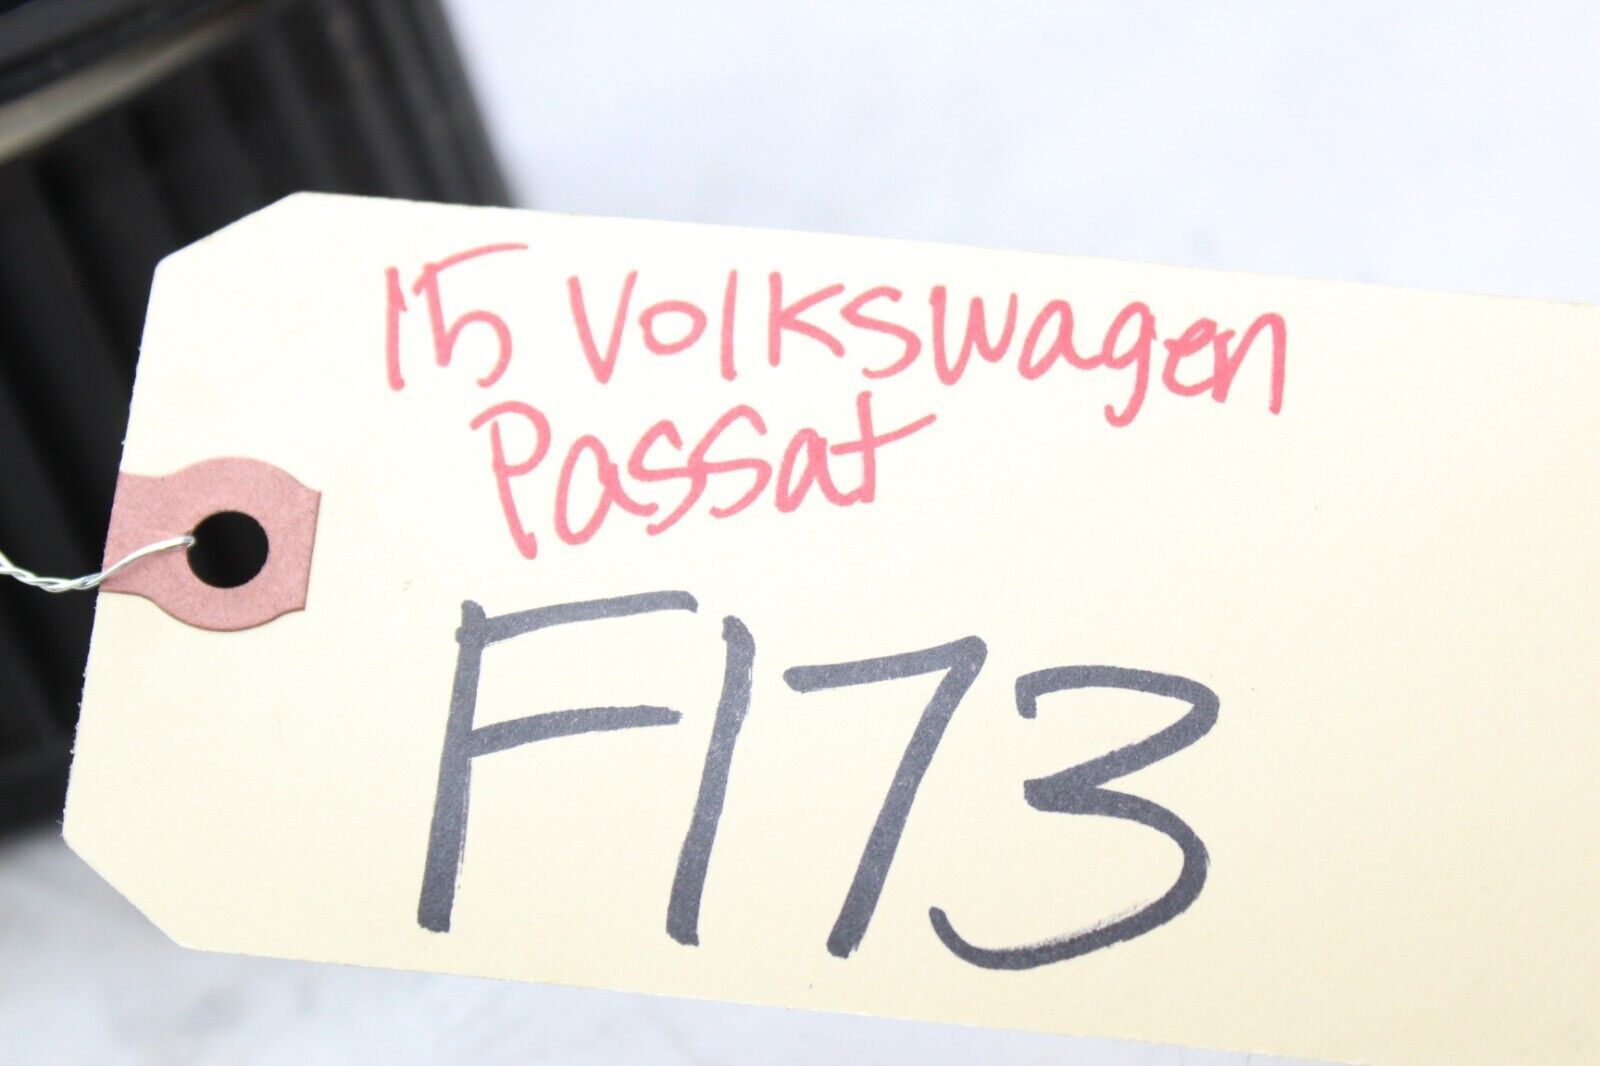 15 Volkswagen
Passat
F173